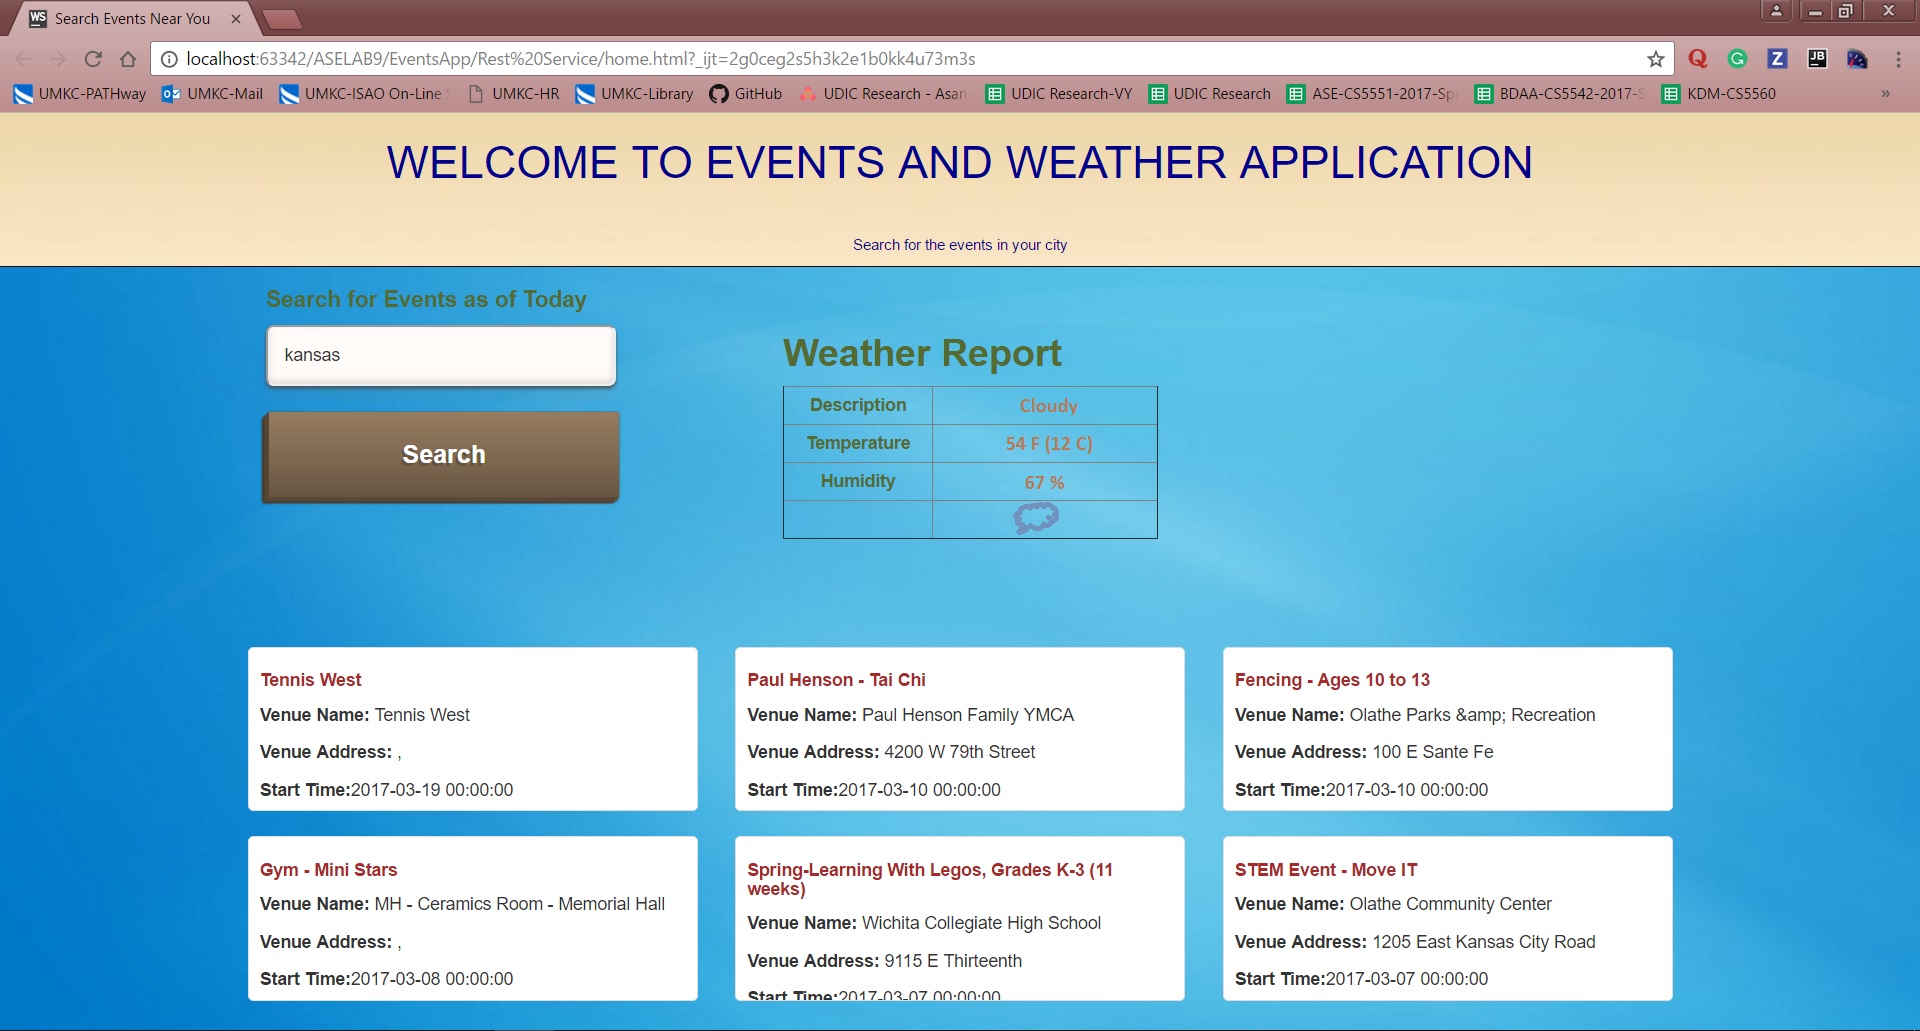 WS Search Events Near You
localhost:63342/ASELAB9/EventsApp/Rest%20Service/home.html?_ijt=2g0ceg2s5h3k2e1b0kk4u73m3s
UMKC-PATHway UMKC-Mail UMKC-ISAO On-Line UMKC-HR UMKC-Library GitHub UDIC Research - Asan UDIC Research-VY UDIC Research ASE-CS5551-2017-Sp BDAA-CS5542-2017-S KDM-CS5560 »
WELCOME TO EVENTS AND WEATHER APPLICATION
Search for the events in your city
Search for Events as of Today
kansas
Search
Weather Report
Description Cloudy
Temperature 54 F (12 C)
Humidity 67 %
Tennis West
Venue Name: Tennis West
Venue Address: ,
Start Time:2017-03-19 00:00:00
Paul Henson - Tai Chi
Venue Name: Paul Henson Family YMCA
Venue Address: 4200 W 79th Street
Start Time:2017-03-10 00:00:00
Fencing - Ages 10 to 13
Venue Name: Olathe Parks &amp; Recreation
Venue Address: 100 E Sante Fe
Start Time:2017-03-10 00:00:00
Gym - Mini Stars
Venue Name: MH - Ceramics Room - Memorial Hall
Venue Address: ,
Start Time:2017-03-08 00:00:00
Spring-Learning With Legos, Grades K-3 (11
weeks)
Venue Name: Wichita Collegiate High School
Venue Address: 9115 E Thirteenth
Start Time:2017-03-07 00:00:00
STEM Event - Move IT
Venue Name: Olathe Community Center
Venue Address: 1205 East Kansas City Road
Start Time:2017-03-07 00:00:00